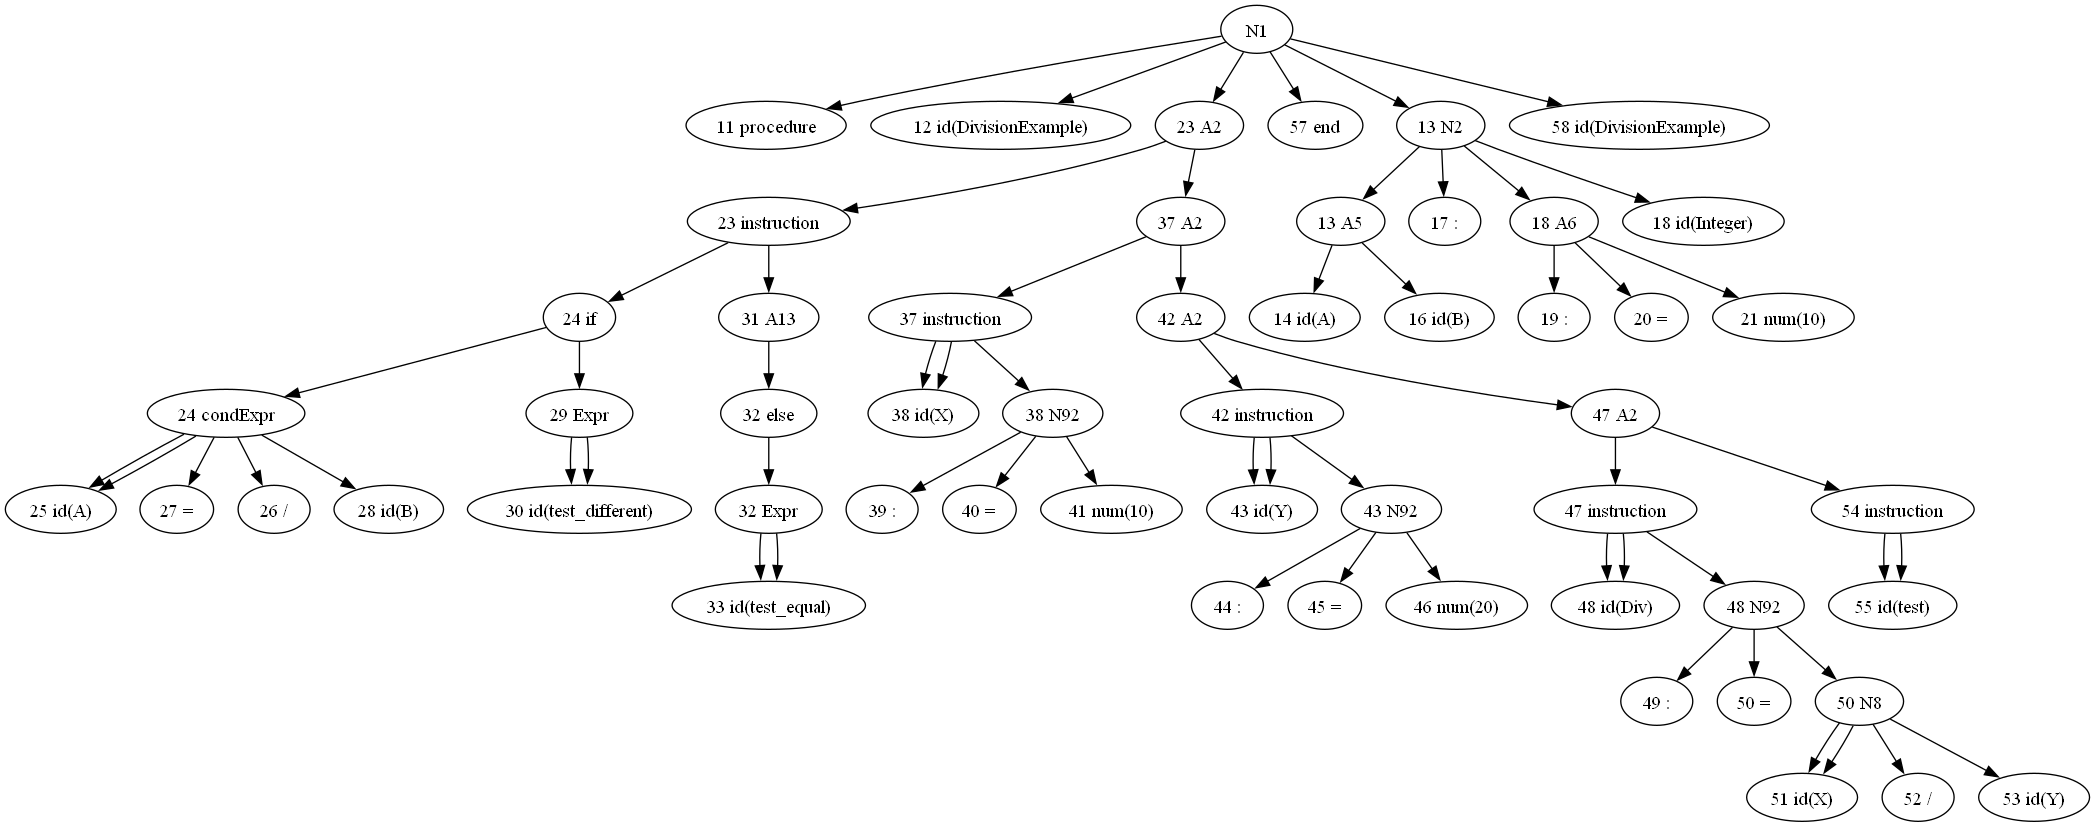 N1
11 procedure
12 id(DivisionExample)
23 A2
57 end
13 N2
58 id(DivisionExample)
23 instruction
37 A2
13 A5
17 :
18 A6
18 id(Integer)
24 if
31 A13
37 instruction
42 A2
14 id(A)
16 id(B)
19 :
20 =
21 num(10)
24 condExpr
29 Expr
32 else
38 id(X)
38 N92
42 instruction
47 A2
25 id(A)
27 =
26 /
28 id(B)
30 id(test_different)
32 Expr
39 :
40 =
41 num(10)
43 id(Y)
43 N92
47 instruction
54 instruction
33 id(test_equal)
44 :
45 =
46 num(20)
48 id(Div)
48 N92
55 id(test)
49 :
50 =
50 N8
51 id(X)
52 /
53 id(Y)